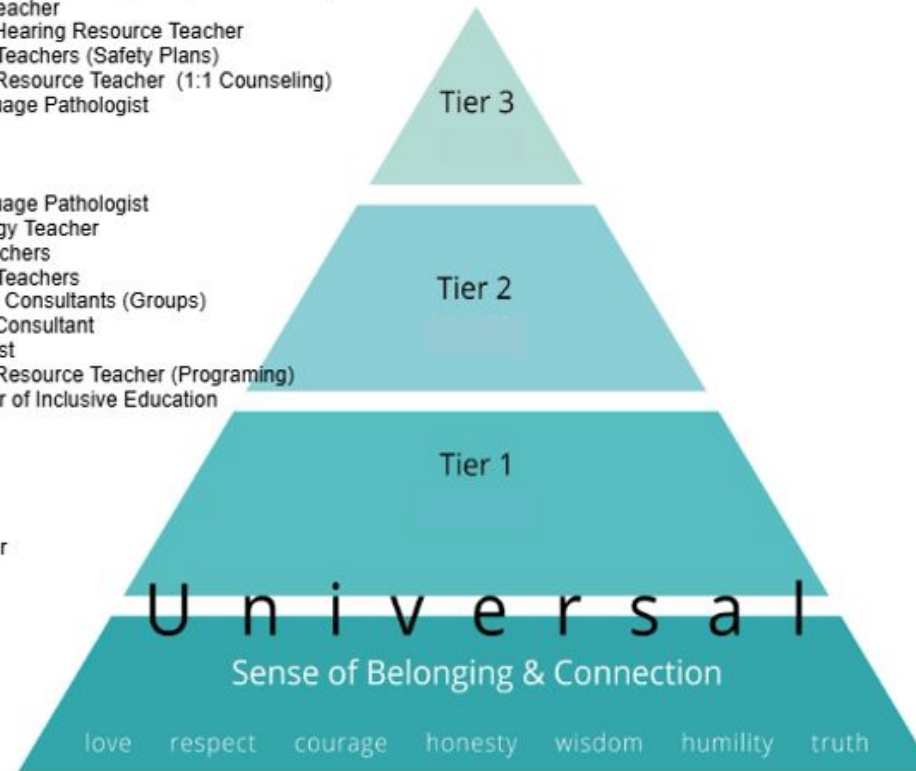 eacher
Hearing Resource Teacher
Teachers (Safety Plans)
Resource Teacher (1:1 Counseling)
uage Pathologist
Tier 3
uage Pathologist
gy Teacher
chers
Teachers
Consultants (Groups)
Consultant
st
Resource Teacher (Programing)
r of Inclusive Education
Tier 2
Tier 1
r
Universal
Sense of Belonging & Connection
love respect courage honesty wisdom humility truth